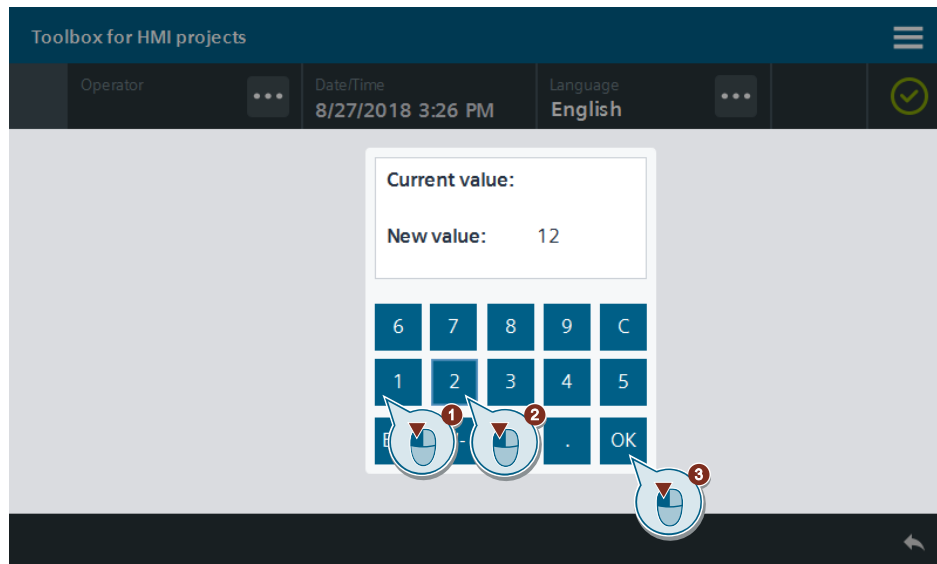 Toolbox for HMI projects
Operator
Date/Time
Language
8/27/2018 3:26 PM
English
Current value:
New value: 12
6 7 8 9 C
1 2 3 4 5
. OK
1 2
3